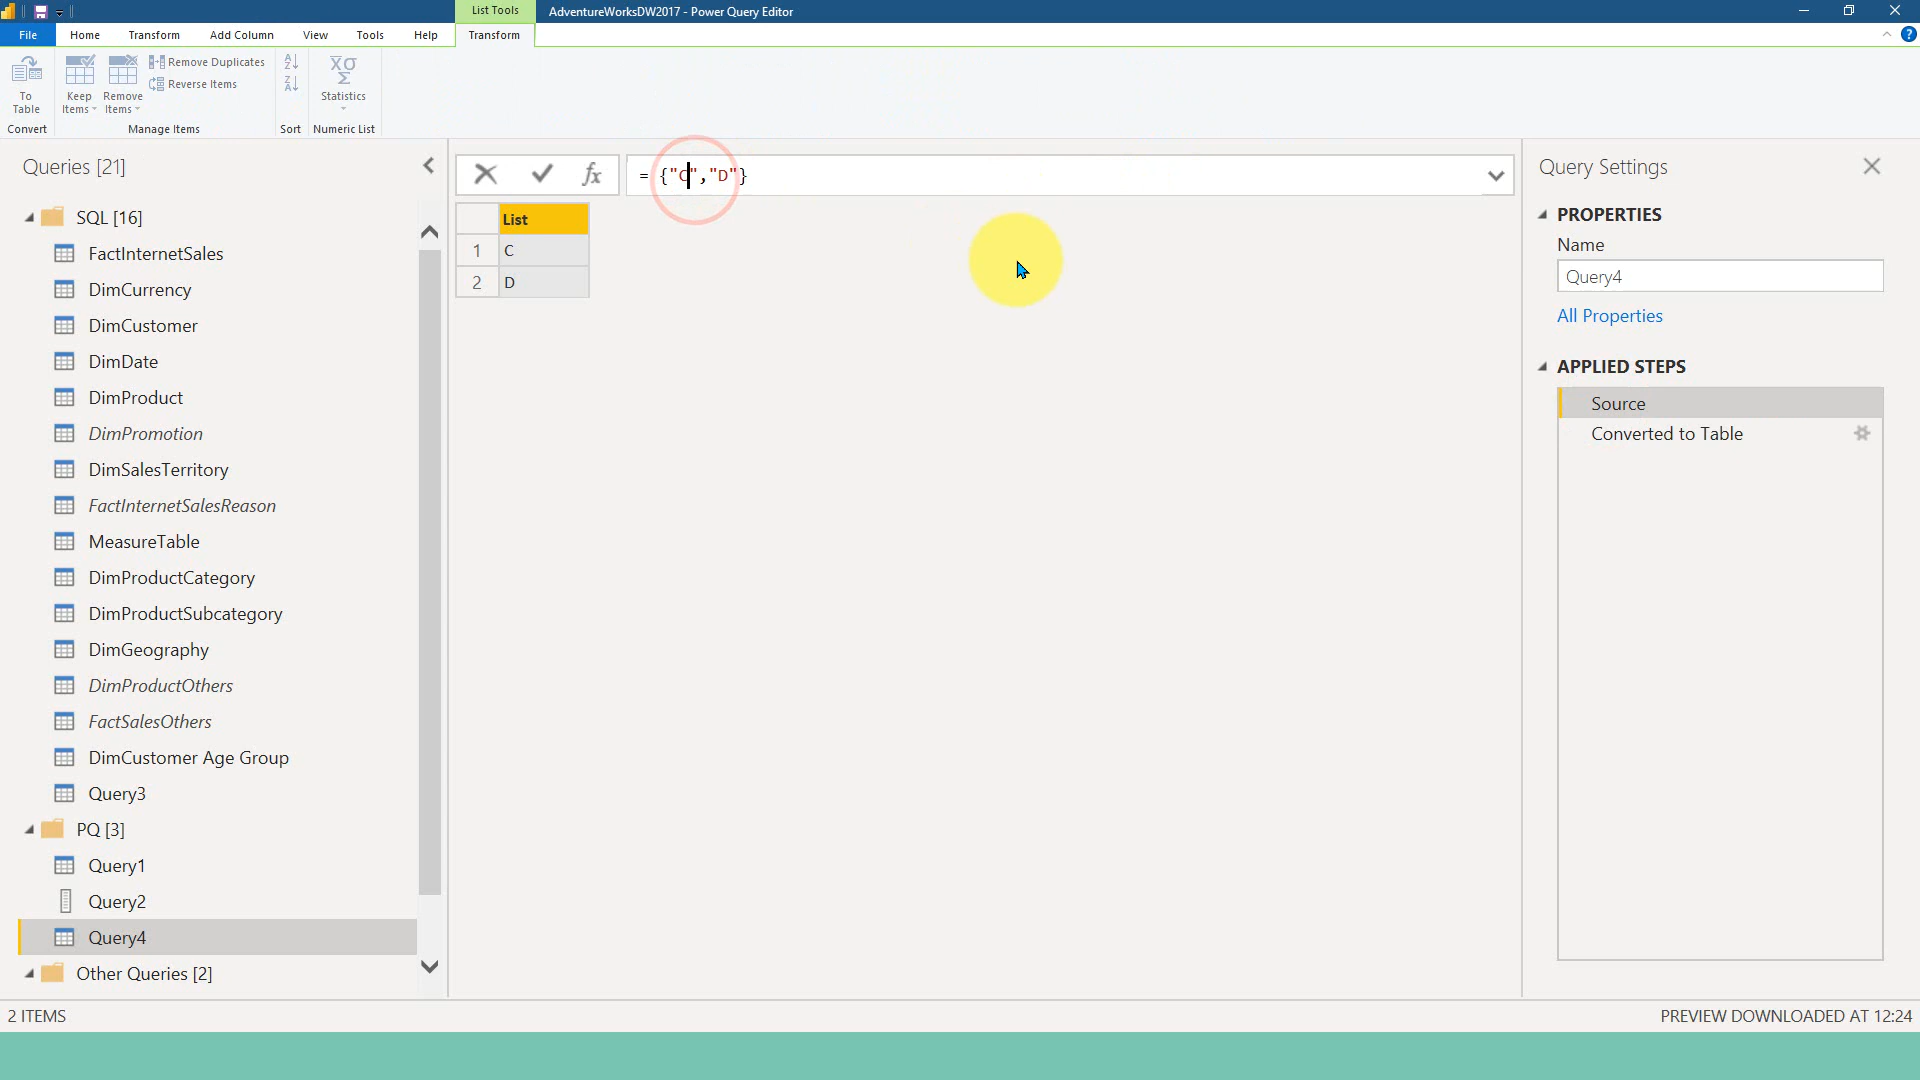 List Tools
AdventureWorksDW2017 - Power Query Editor
File
Home
Transform
Add Column
View
Tools
Help
Transform
?
To
Table
Keep
Items
Remove
Items
Remove Duplicates
Reverse Items
A
Z
Z
A
Statistics
Convert
Manage Items
Sort
Numeric List
Queries [21]
SQL [16]
FactInternetSales
DimCurrency
DimCustomer
DimDate
DimProduct
DimPromotion
DimSalesTerritory
FactInternetSalesReason
MeasureTable
DimProductCategory
DimProductSubcategory
DimGeography
DimProductOthers
FactSalesOthers
DimCustomer Age Group
Query3
PQ [3]
Query1
Query2
Query4
Other Queries [2]
fx
= {"C","D"}
List
1 C
2 D
Query Settings
PROPERTIES
Name
Query4
All Properties
APPLIED STEPS
Source
Converted to Table
2 ITEMS
PREVIEW DOWNLOADED AT 12:24